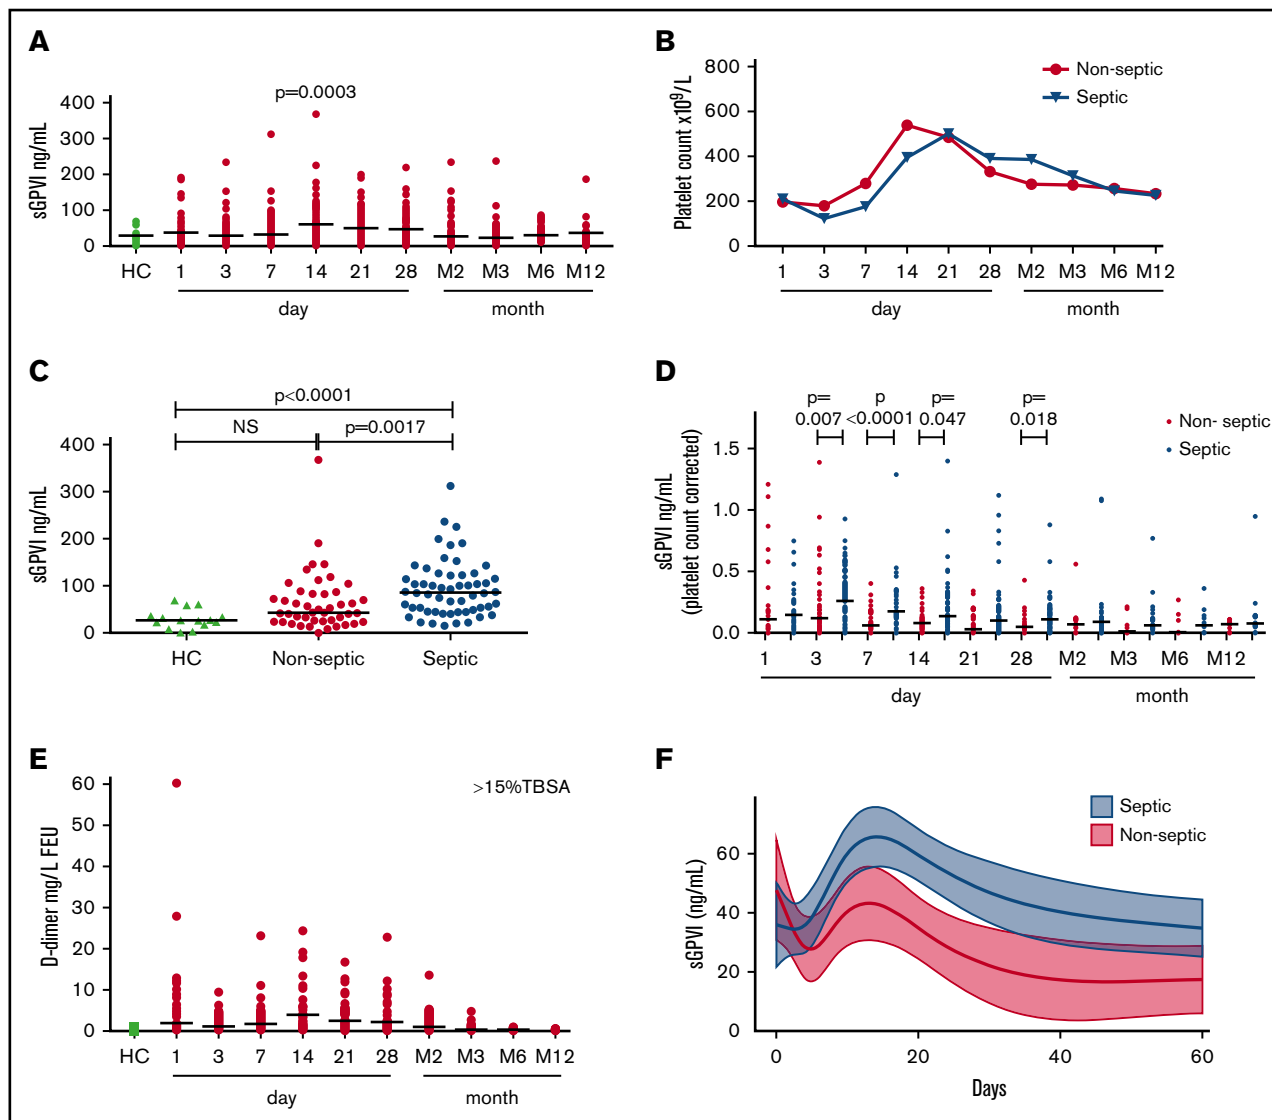 A
p=0.0003
sGPVI ng/mL
400
300
200
100
0
HC 1 3 7 14 21 28 M2 M3 M6 M12
day month
B
Platelet count x10⁹/L
800
600
400
200
0
Non-septic
Septic
1 3 7 14 21 28 M2 M3 M6 M12
day month
C
p<0.0001
NS p=0.0017
sGPVI ng/mL
400
300
200
100
0
HC Non-septic Septic
D
p= p p= p=
0.007 <0.0001 0.047 0.018
Non- septic
Septic
sGPVI ng/mL
(platelet count corrected)
1.5
1.0
0.5
0.0
1 3 7 14 21 28 M2 M3 M6 M12
day month
E
>15%TBSA
D-dimer mg/L FEU
60
50
40
30
20
10
0
HC 1 3 7 14 21 28 M2 M3 M6 M12
day month
F
Septic
Non-septic
sGPVI (ng/mL)
60
40
20
0
0 20 40 60
Days